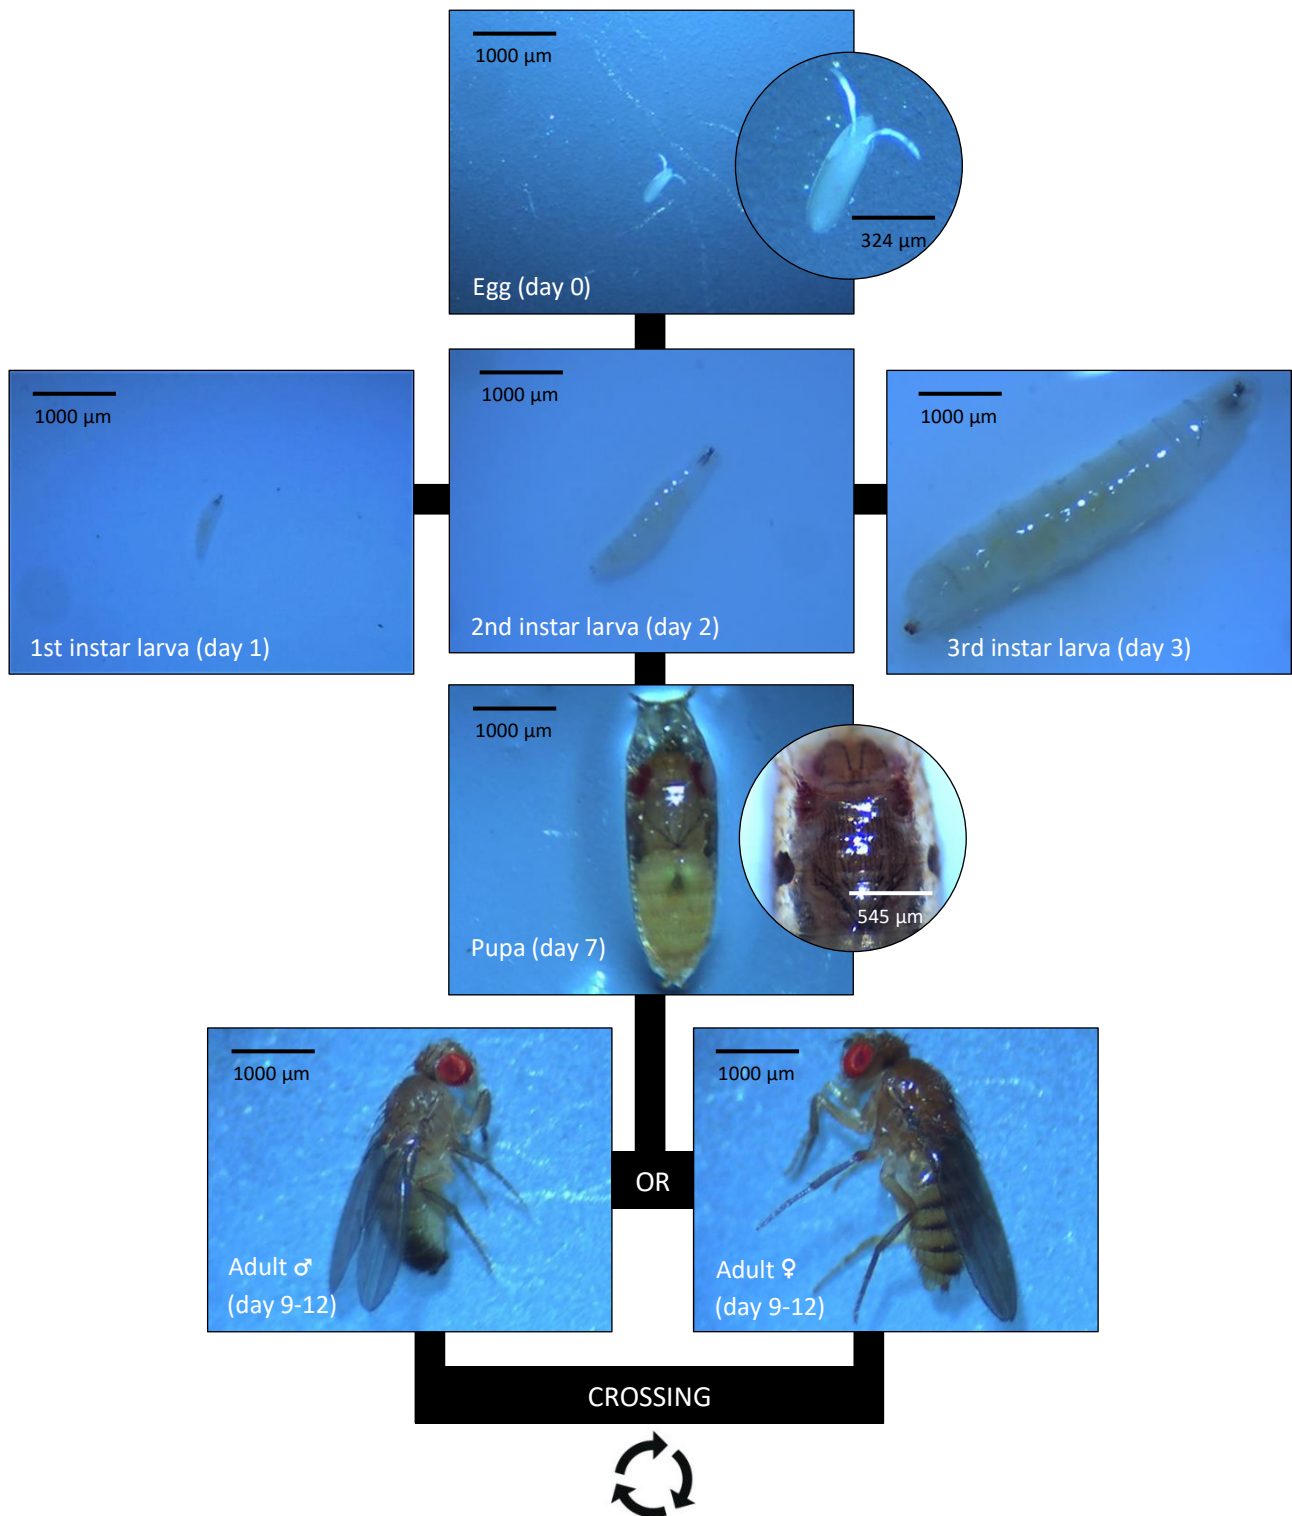 1000 µm
324 µm
Egg (day 0)
1000 µm
1st instar larva (day 1)
1000 µm
2nd instar larva (day 2)
1000 µm
3rd instar larva (day 3)
1000 µm
545 µm
Pupa (day 7)
1000 µm
Adult ♂
(day 9-12)
OR
1000 µm
Adult ♀
(day 9-12)
CROSSING